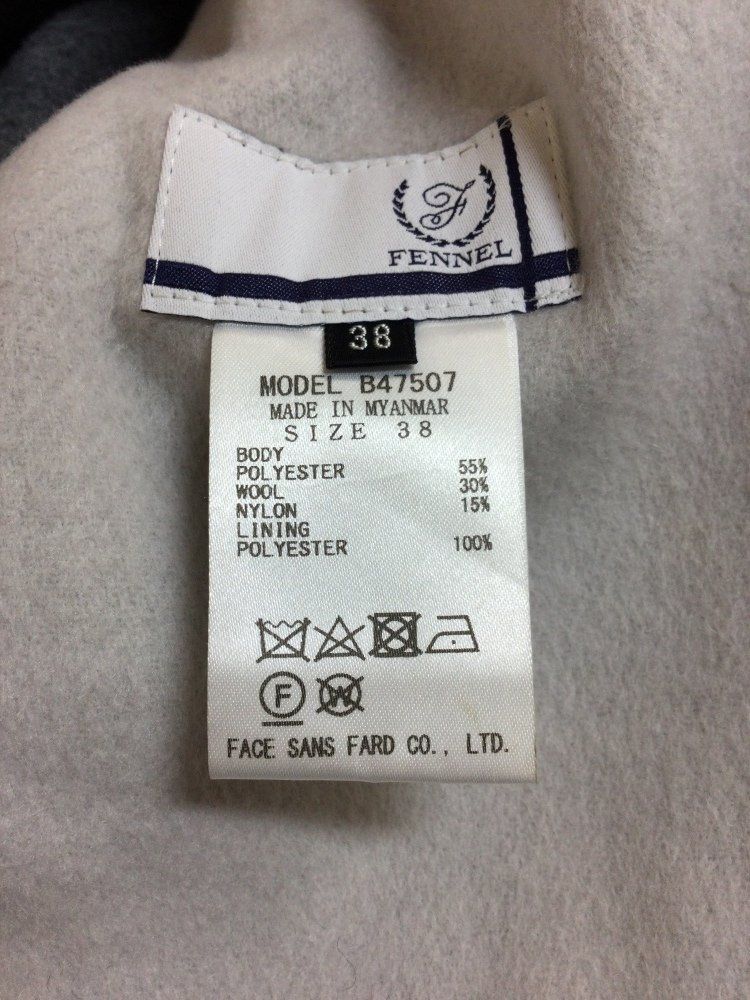 F
FENNEL
38
MODEL B47507
MADE IN MYANMAR
SIZE 38
BODY
POLYESTER 55%
WOOL 30%
NYLON 15%
LINING
POLYESTER 100%
F W
FACE SANS FARD CO., LTD.